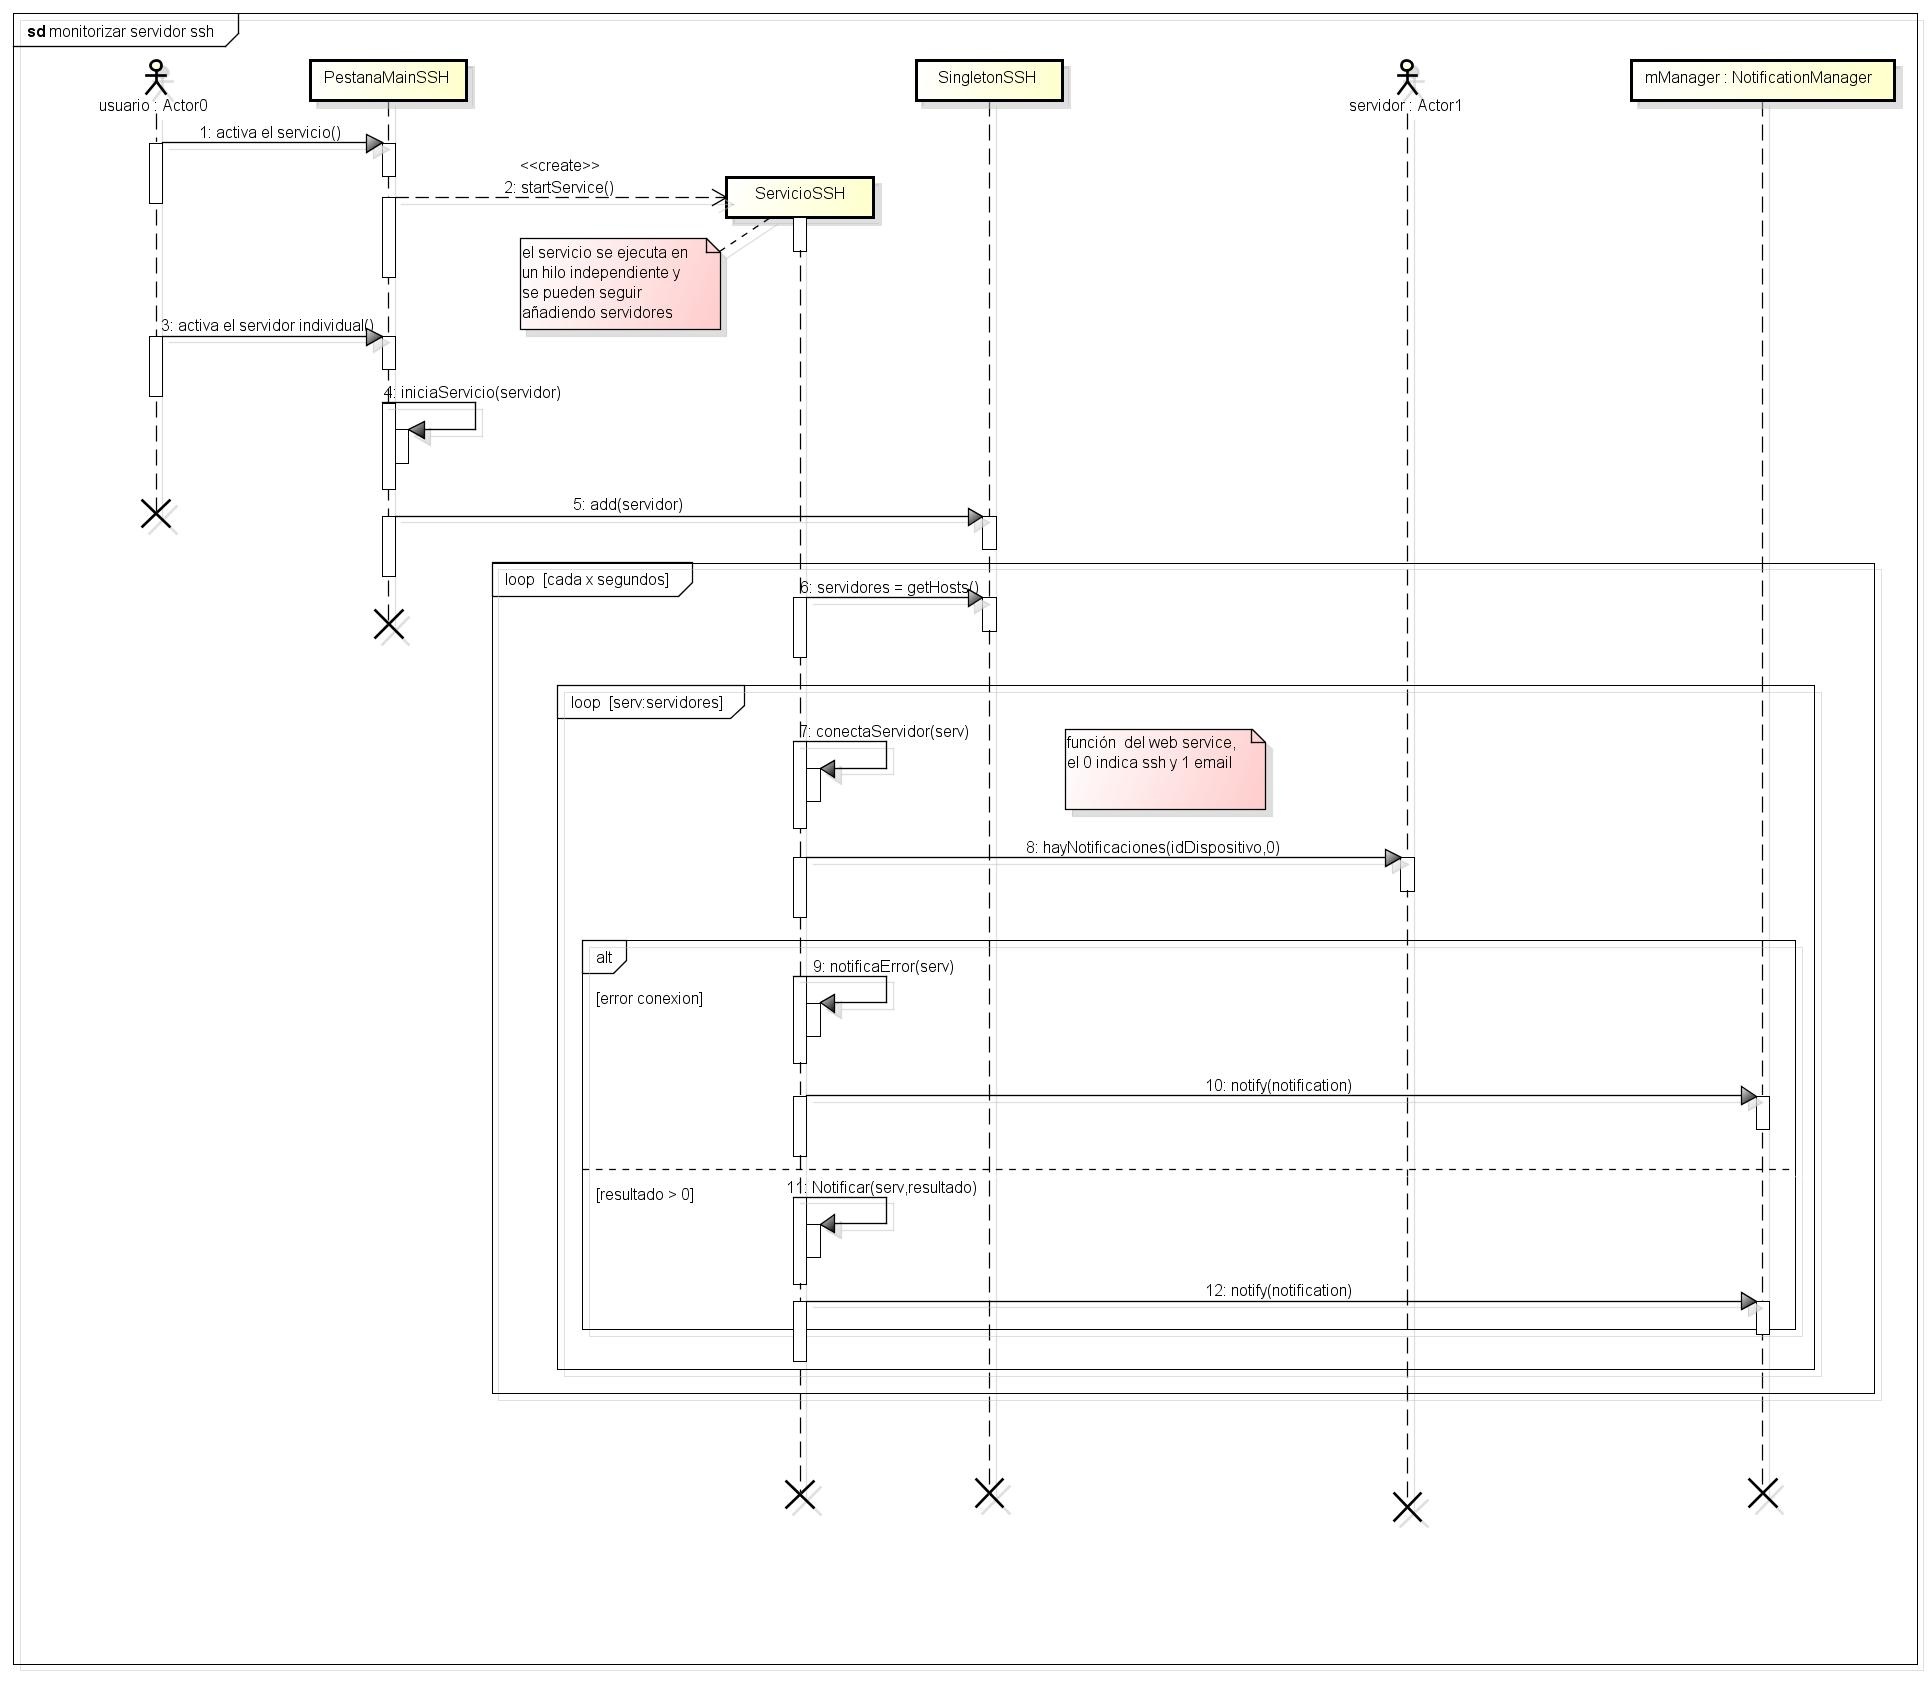 sd monitorizar servidor ssh
usuario : Actor0
PestanaMainSSH
SingletonSSH
servidor : Actor1
mManager : NotificationManager
1: activa el servicio()
<<create>>
2: startService()
ServicioSSH
el servicio se ejecuta en
un hilo independiente y
se pueden seguir
añadiendo servidores
3: activa el servidor individual()
4: iniciaServicio(servidor)
5: add(servidor)
loop [cada x segundos]
6: servidores = getHosts()
loop [serv:servidores]
7: conectaServidor(serv)
función del web service,
el 0 indica ssh y 1 email
8: hayNotificaciones(idDispositivo,0)
alt
9: notificaError(serv)
[error conexion]
10: notify(notification)
11: Notificar(serv,resultado)
[resultado > 0]
12: notify(notification)